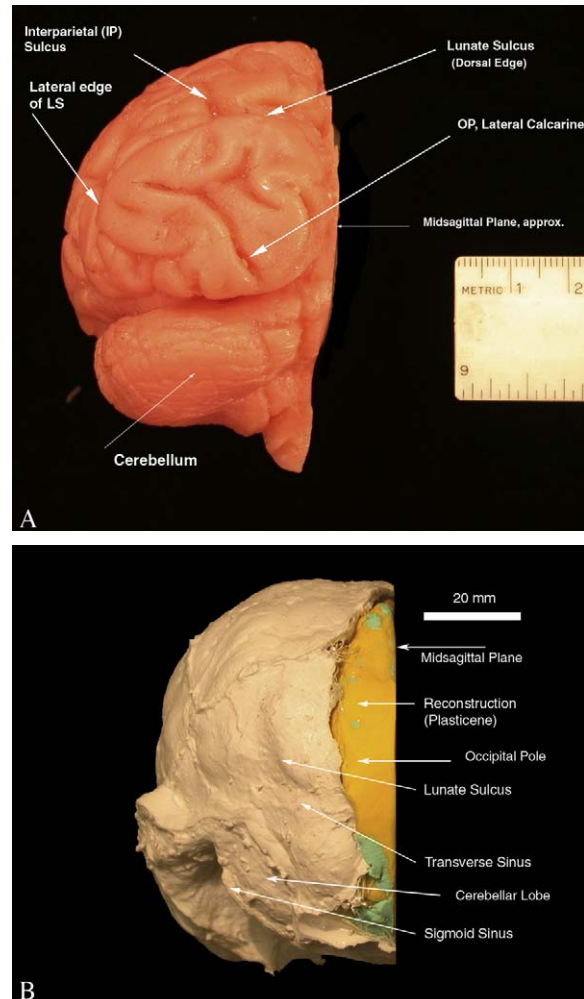 Interparietal (IP)
Sulcus
Lunate Sulcus
(Dorsal Edge)
Lateral edge
of LS
OP, Lateral Calcarine
Midsagittal Plane, approx.
METRIC 1 2
9
Cerebellum
A
20 mm
Midsagittal Plane
Reconstruction
(Plasticene)
Occipital Pole
Lunate Sulcus
Transverse Sinus
Cerebellar Lobe
Sigmoid Sinus
B